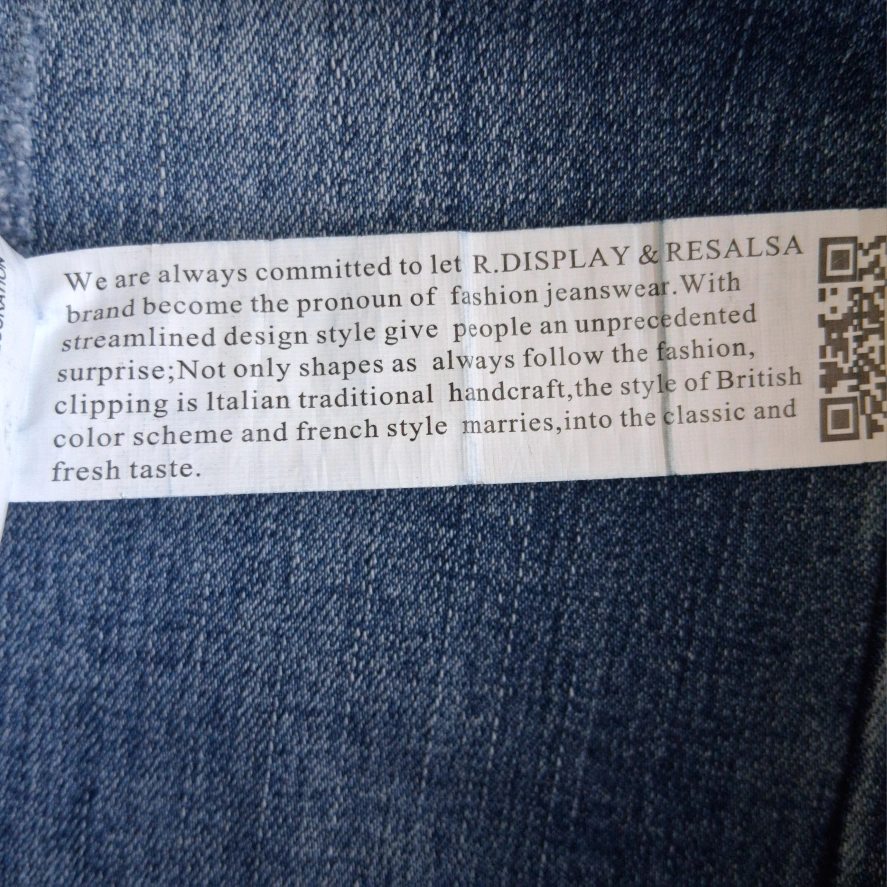 We are always committed to let R.DISPLAY & RESALSA
brand become the pronoun of fashion jeanswear.With
streamlined design style give people an unprecedented
surprise;Not only shapes as always follow the fashion,
clipping is Italian traditional handcraft,the style of British
color scheme and french style marries,into the classic and
fresh taste.